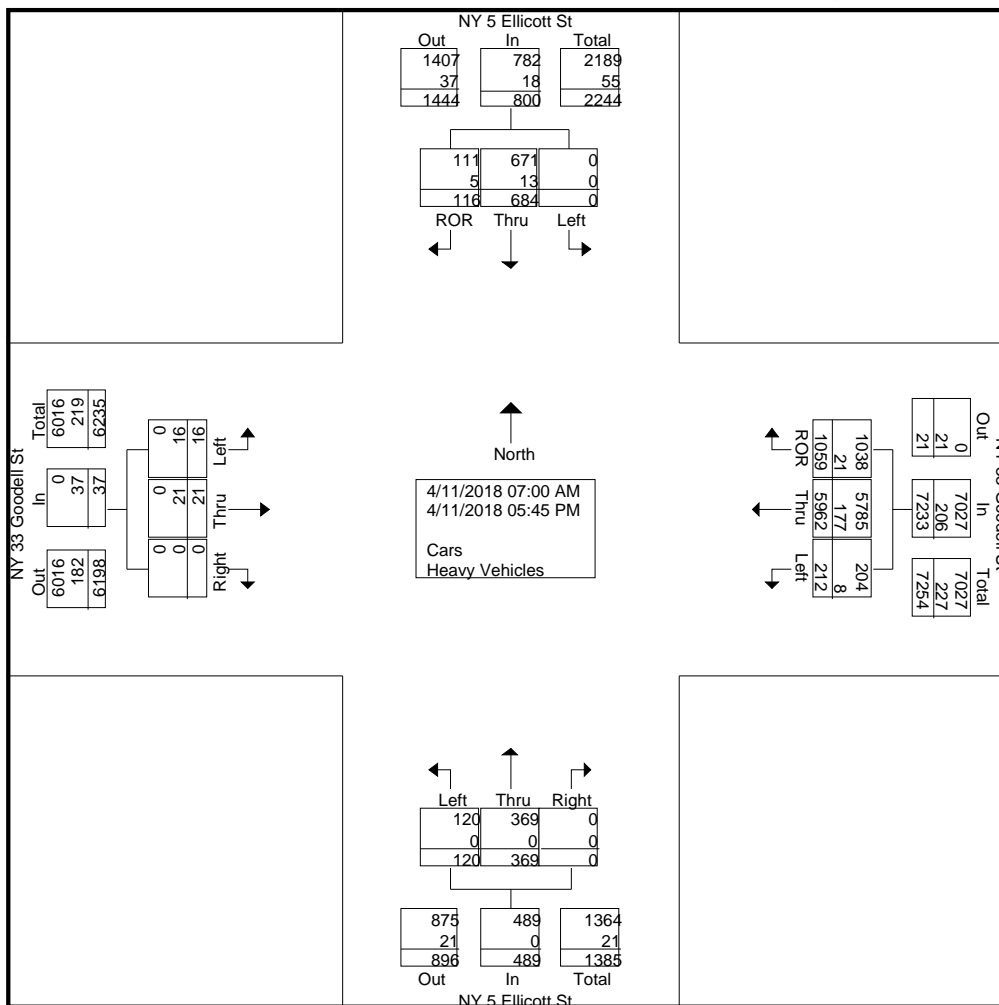 NY 5 Ellicott St
Out In Total
1407 782 2189
37 18 55
1444 800 2244
111 671 0
5 13 0
116 684 0
ROR Thru Left
NY 33 Goodell St
Out In Total
6016 0 6016
182 37 219
6198 37 6235
0 0 0
16 21 0
16 21 0
Left Thru Right
North
4/11/2018 07:00 AM
4/11/2018 05:45 PM
Cars
Heavy Vehicles
ROR Thru Left
1038 5785 204
21 177 8
1059 5962 212
Out In Total
0 7027 7027
21 206 227
21 7233 7254
Left Thru Right
120 369 0
0 0 0
120 369 0
875 489 1364
21 0 21
896 489 1385
Out In Total
NY 5 Ellicott St